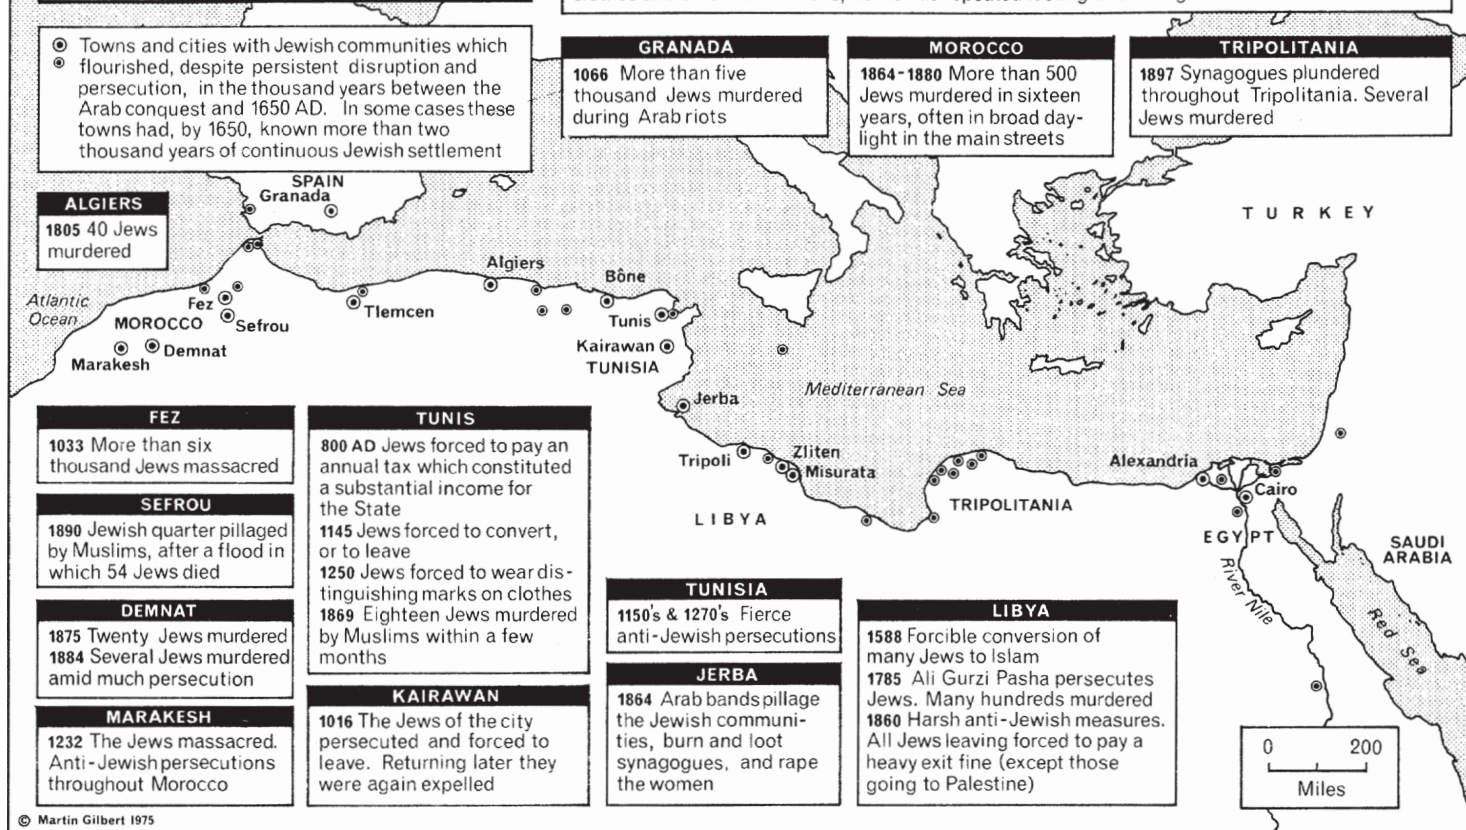 Towns and cities with Jewish communities which
flourished, despite persistent disruption and
persecution, in the thousand years between the
Arab conquest and 1650 AD. In some cases these
towns had, by 1650, known more than two
thousand years of continuous Jewish settlement
GRANADA
1066 More than five
thousand Jews murdered
during Arab riots
MOROCCO
1864-1880 More than 500
Jews murdered in sixteen
years, often in broad day-
light in the main streets
TRIPOLITANIA
1897 Synagogues plundered
throughout Tripolitania. Several
Jews murdered
ALGIERS
1805 40 Jews
murdered
SPAIN
Granada
TURKEY
Atlantic
Ocean
Algiers
Bône
Fez
MOROCCO
Sefrou
Tlemcen
Tunis
Marakesh
Demnat
Kairawan
TUNISIA
Mediterranean Sea
Jerba
Tripoli
Zliten
Misurata
LIBYA
TRIPOLITANIA
Alexandria
Cairo
EGYPT
SAUDI
ARABIA
River Nile
Red Sea
FEZ
1033 More than six
thousand Jews massacred
SEFROU
1890 Jewish quarter pillaged
by Muslims, after a flood in
which 54 Jews died
DEMNAT
1875 Twenty Jews murdered
1884 Several Jews murdered
amid much persecution
MARAKESH
1232 The Jews massacred.
Anti-Jewish persecutions
throughout Morocco
TUNIS
800 AD Jews forced to pay an
annual tax which constituted
a substantial income for
the State
1145 Jews forced to convert,
or to leave
1250 Jews forced to wear dis-
tinguishing marks on clothes
1869 Eighteen Jews murdered
by Muslims within a few
months
KAIRAWAN
1016 The Jews of the city
persecuted and forced to
leave. Returning later they
were again expelled
TUNISIA
1150's & 1270's Fierce
anti-Jewish persecutions
JERBA
1864 Arab bands pillage
the Jewish communi-
ties, burn and loot
synagogues, and rape
the women
LIBYA
1588 Forcible conversion of
many Jews to Islam
1785 Ali Gurzi Pasha persecutes
Jews. Many hundreds murdered
1860 Harsh anti-Jewish measures.
All Jews leaving forced to pay a
heavy exit fine (except those
going to Palestine)
0 200
Miles
© Martin Gilbert 1975